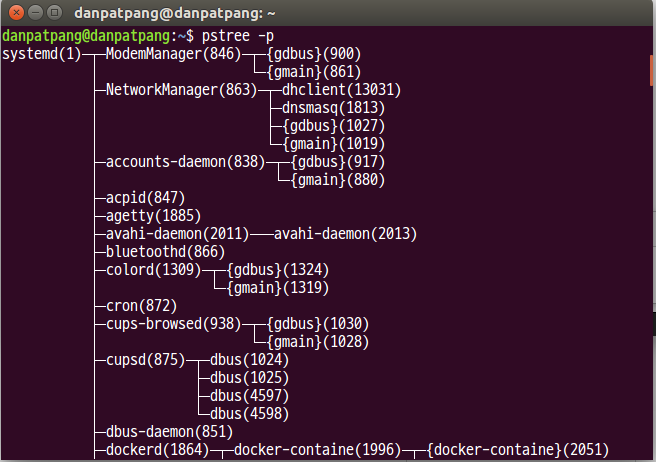 danpatpang@danpatpang: ~
danpatpang@danpatpang:~$ pstree -p
systemd(1)─┬─ModemManager(846)─┬─{gdbus}(900)
           │                   └─{gmain}(861)
           ├─NetworkManager(863)─┬─dhclient(13031)
           │                     ├─dnsmasq(1813)
           │                     ├─{gdbus}(1027)
           │                     └─{gmain}(1019)
           ├─accounts-daemon(838)─┬─{gdbus}(917)
           │                      └─{gmain}(880)
           ├─acpid(847)
           ├─agetty(1885)
           ├─avahi-daemon(2011)───avahi-daemon(2013)
           ├─bluetoothd(866)
           ├─colord(1309)─┬─{gdbus}(1324)
           │              └─{gmain}(1319)
           ├─cron(872)
           ├─cups-browsed(938)─┬─{gdbus}(1030)
           │                   └─{gmain}(1028)
           ├─cupsd(875)─┬─dbus(1024)
           │            ├─dbus(1025)
           │            ├─dbus(4597)
           │            └─dbus(4598)
           ├─dbus-daemon(851)
           ├─dockerd(1864)─┬─docker-containe(1996)─┬─{docker-containe}(2051)